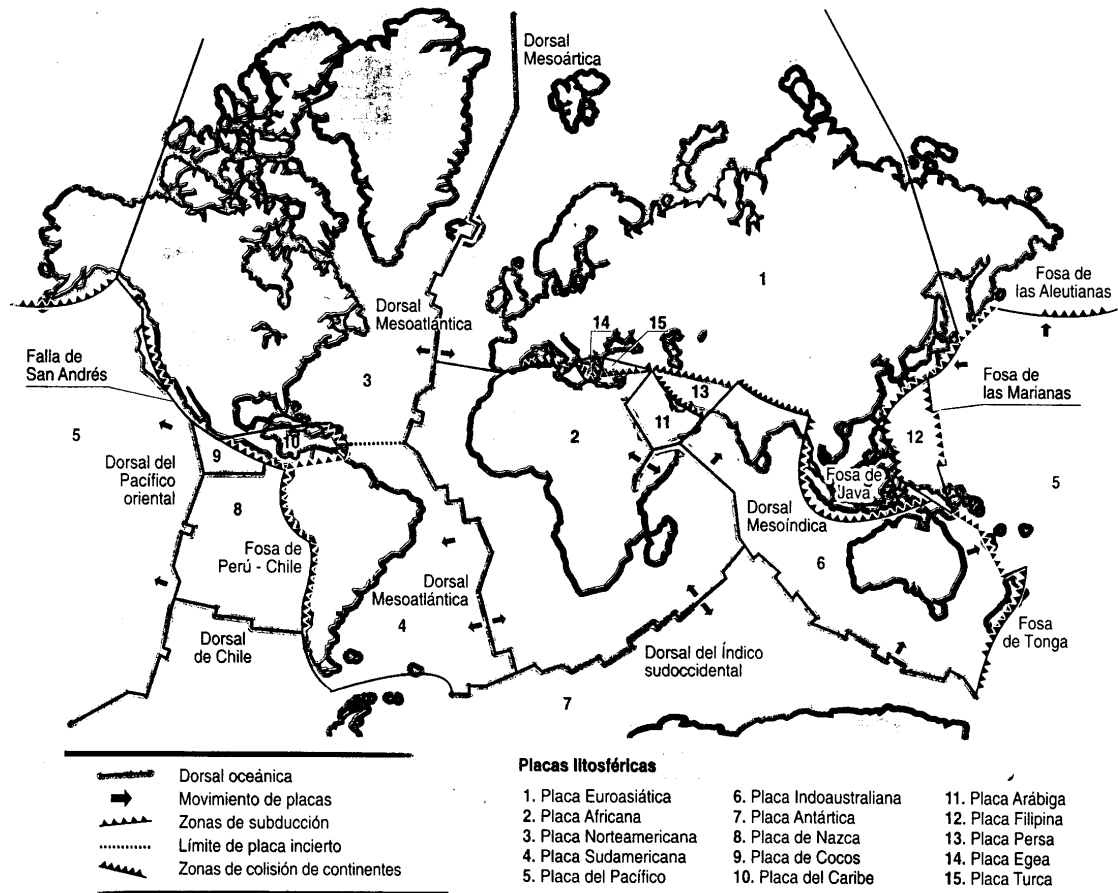 Dorsal
Mesoártica
1
Fosa de
las Aleutianas
Dorsal
Mesoatlántica
14
15
Falla de
San Andrés
3
13
Fosa de
las Marianas
11
5
10
2
12
9
Dorsal del
Pacífico
oriental
Fosa de
Java
5
8
Dorsal
Mesoíndica
Fosa de
Perú - Chile
6
Dorsal
Mesoatlántica
4
Dorsal
de Chile
Dorsal del Índico
sudoccidental
Fosa
de Tonga
7
Dorsal oceánica
Movimiento de placas
Zonas de subducción
Límite de placa incierto
Zonas de colisión de continentes
Placas litosféricas
1. Placa Euroasiática
2. Placa Africana
3. Placa Norteamericana
4. Placa Sudamericana
5. Placa del Pacífico
6. Placa Indoaustraliana
7. Placa Antártica
8. Placa de Nazca
9. Placa de Cocos
10. Placa del Caribe
11. Placa Arábiga
12. Placa Filipina
13. Placa Persa
14. Placa Egea
15. Placa Turca